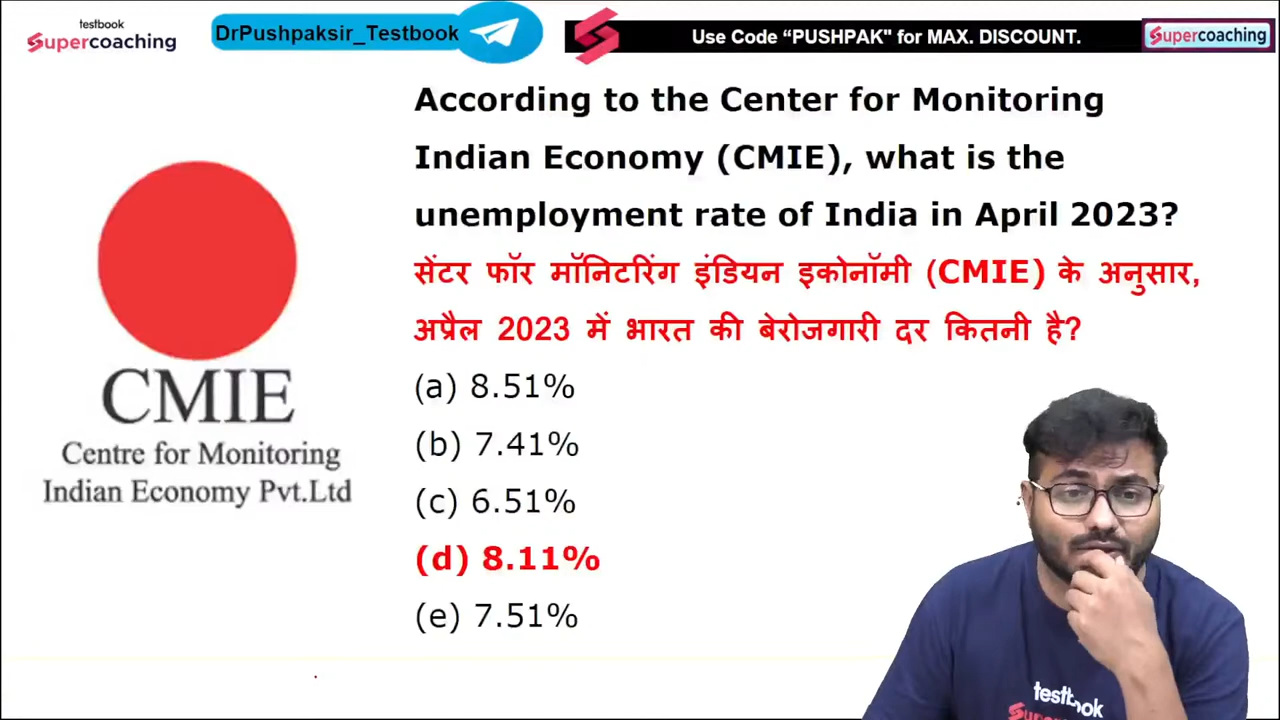 testbook
Supercoaching
DrPushpaksir_Testbook
Use Code “PUSHPAK" for MAX. DISCOUNT.
Supercoaching
According to the Center for Monitoring
Indian Economy (CMIE), what is the
unemployment rate of India in April 2023?
सेंटर फॉर मॉनिटरिंग इंडियन इकोनॉमी (CMIE) के अनुसार,
अप्रैल 2023 में भारत की बेरोजगारी दर कितनी है?
(a) 8.51%
(b) 7.41%
(c) 6.51%
(d) 8.11%
(e) 7.51%
CMIE
Centre for Monitoring
Indian Economy Pvt.Ltd
testbook